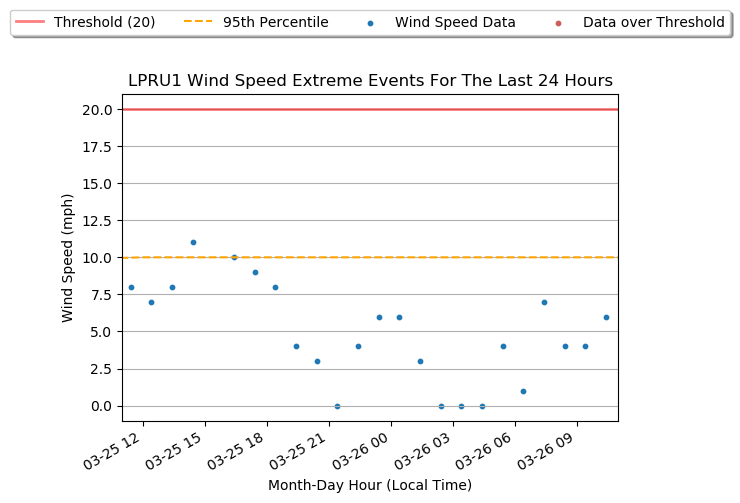 Threshold (20) 95th Percentile Wind Speed Data Data over Threshold
LPRU1 Wind Speed Extreme Events For The Last 24 Hours
Wind Speed (mph)
20.0
17.5
15.0
12.5
10.0
7.5
5.0
2.5
0.0
03-25 12 03-25 15 03-25 18 03-25 21 03-26 00 03-26 03 03-26 06 03-26 09
Month-Day Hour (Local Time)